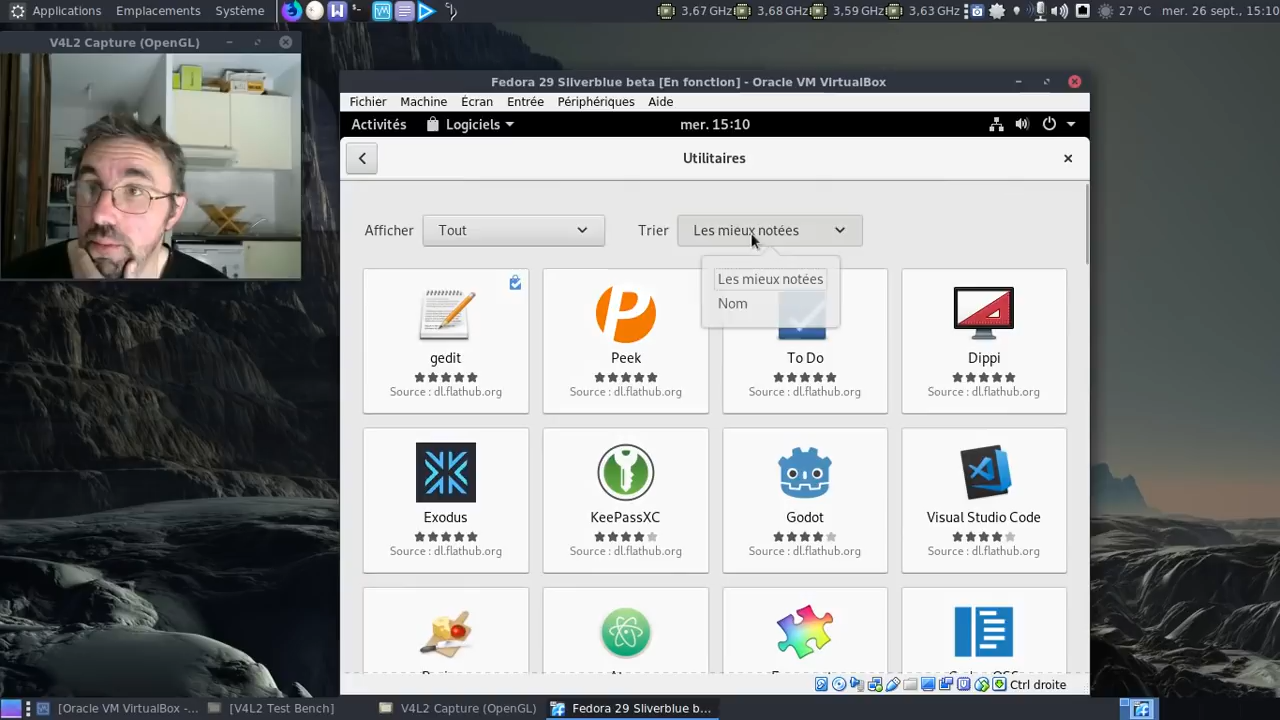 Applications Emplacements Système 3,67 GHz 3,68 GHz 3,59 GHz 3,63 GHz 27 °C mer. 26 sept., 15:10
V4L2 Capture (OpenGL)
Fedora 29 Sliverblue beta [En fonction] - Oracle VM VirtualBox
Fichier Machine Écran Entrée Périphériques Aide
Activités Logiciels mer. 15:10
Utilitaires
Afficher Tout Trier Les mieux notées
Les mieux notées
Nom
gedit Peek To Do Dippi
Source : dl.flathub.org Source : dl.flathub.org Source : dl.flathub.org Source : dl.flathub.org
Exodus KeePassXC Godot Visual Studio Code
Source : dl.flathub.org Source : dl.flathub.org Source : dl.flathub.org Source : dl.flathub.org
Ctrl droite
[Oracle VM VirtualBox -... [V4L2 Test Bench] V4L2 Capture (OpenGL) Fedora 29 Sliverblue b...